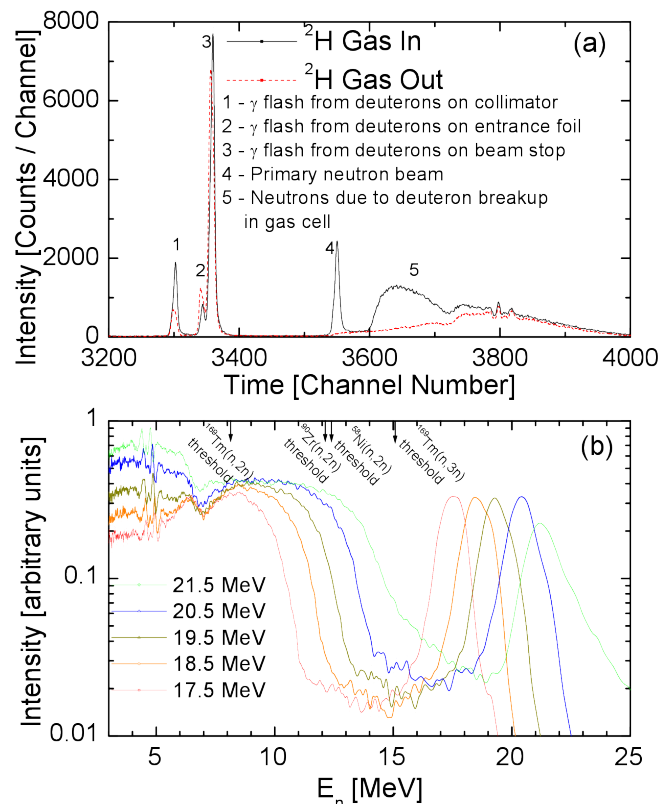 8000
6000
4000
2000
0
Intensity [Counts / Channel]
(a)
²H Gas In
²H Gas Out
1 - γ flash from deuterons on collimator
2 - γ flash from deuterons on entrance foil
3 - γ flash from deuterons on beam stop
4 - Primary neutron beam
5 - Neutrons due to deuteron breakup
in gas cell
1
2
3
4
5
3200 3400 3600 3800 4000
Time [Channel Number]
1
0.1
0.01
Intensity [arbitrary units]
(b)
¹⁶⁹Tm(n,2n)
threshold
⁹⁰Zr(n,2n)
threshold
⁵⁸Ni(n,2n)
threshold
¹⁶⁹Tm(n,3n)
threshold
21.5 MeV
20.5 MeV
19.5 MeV
18.5 MeV
17.5 MeV
5 10 15 20 25
Eₙ [MeV]